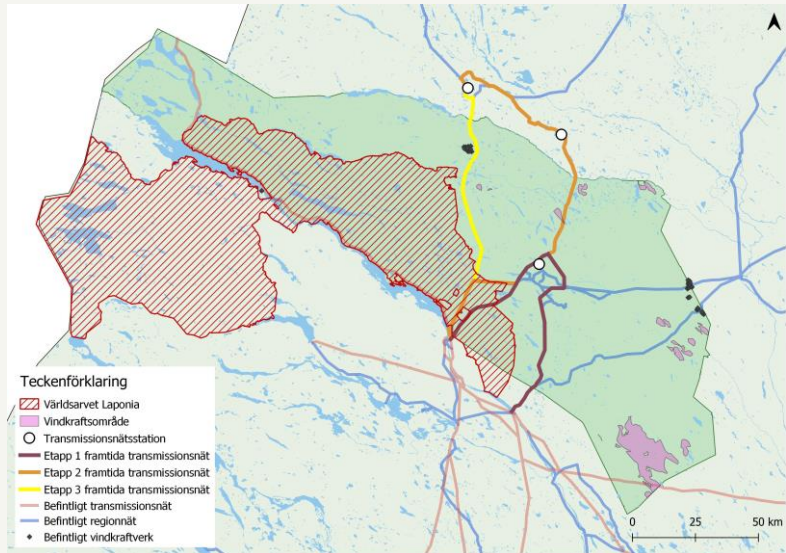 Teckenförklaring
Världsarvet Laponia
Vindkraftsområde
Transmissionsnätsstation
Etapp 1 framtida transmissionsnät
Etapp 2 framtida transmissionsnät
Etapp 3 framtida transmissionsnät
Befintligt transmissionsnät
Befintligt regionnät
Befintligt vindkraftverk
0 25 50 km